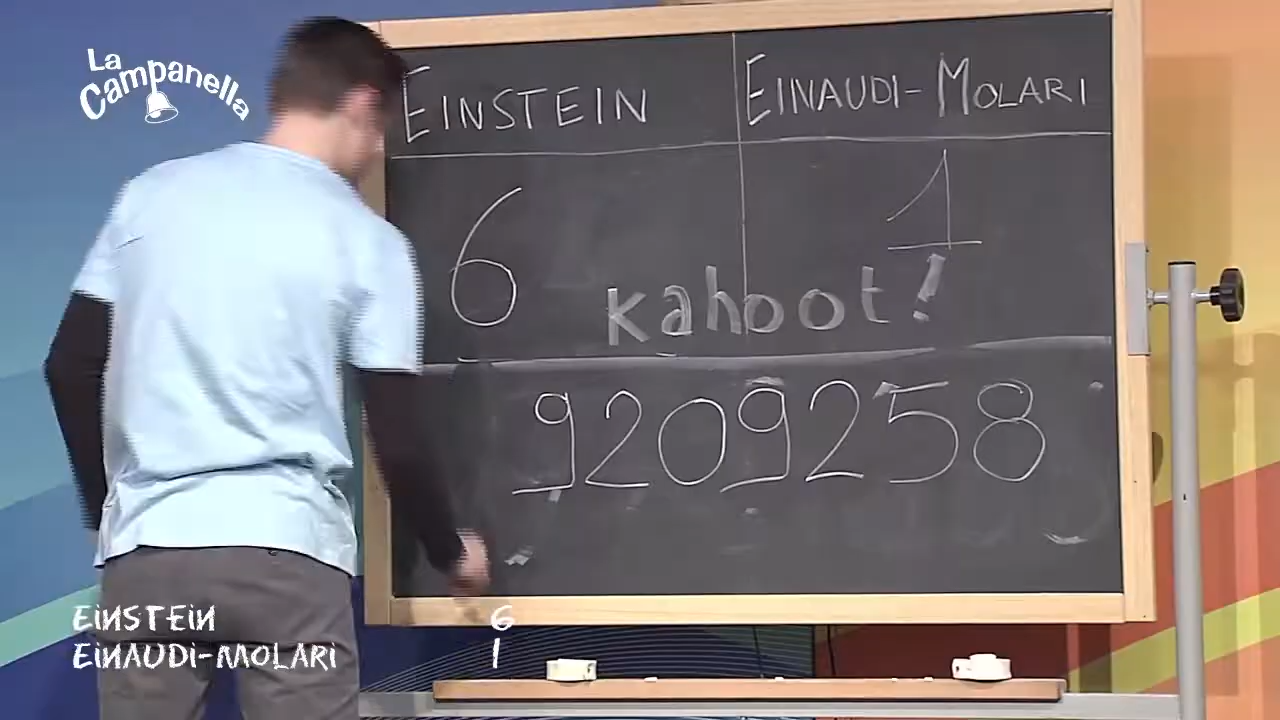 La
Campanella
EINSTEIN
EINAUDI-MOLARI
6
1
kahoot!
9209258
EINSTEIN 6
EINAUDI-MOLARI 1